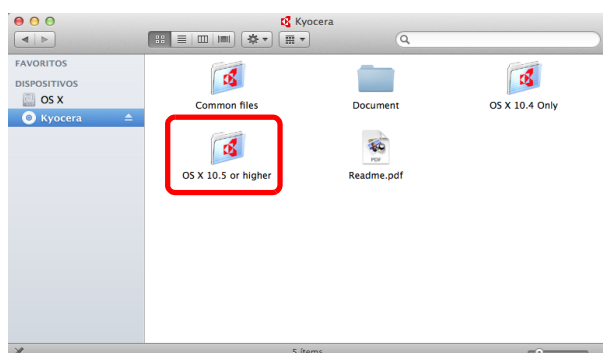 Kyocera
FAVORITOS
DISPOSITIVOS
OS X
Kyocera
Common files
Document
OS X 10.4 Only
OS X 10.5 or higher
PDF
Readme.pdf
5 ítems